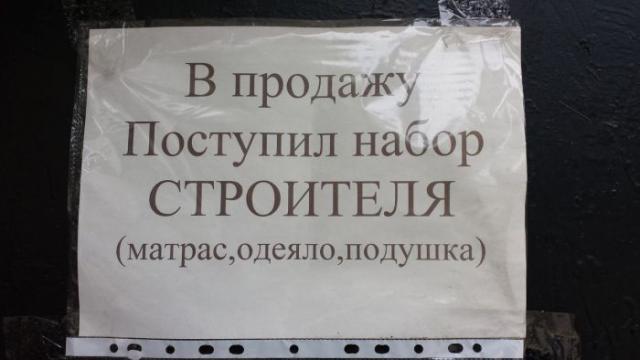 В продажу
Поступил набор
СТРОИТЕЛЯ
(матрас,одеяло,подушка)